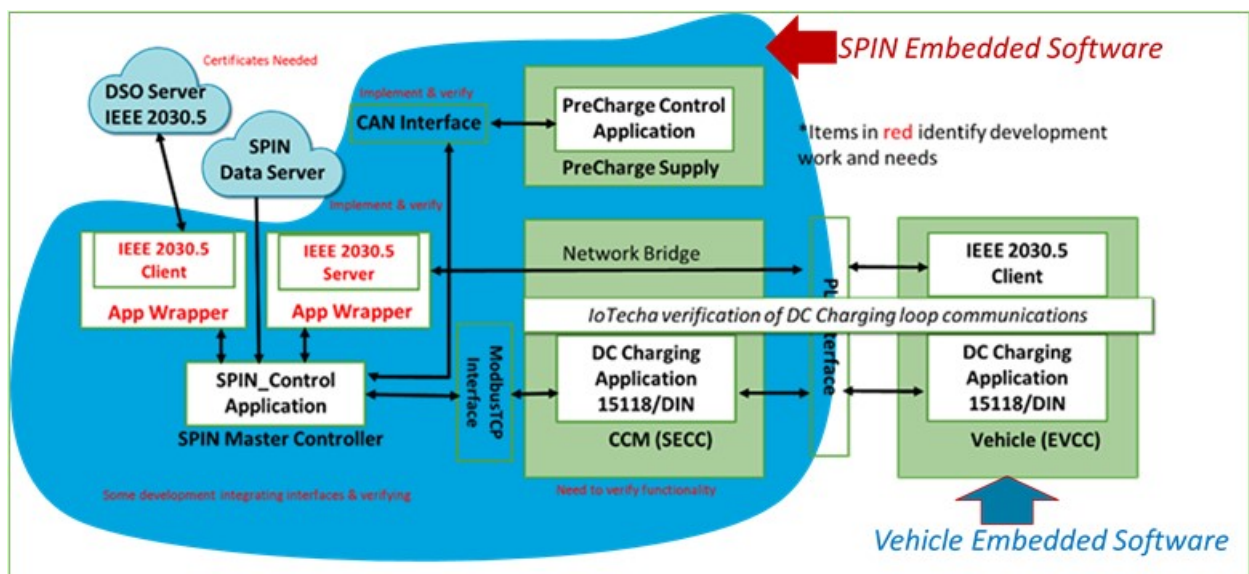 Certificates Needed
DSO Server
IEEE 2030.5
SPIN
Data Server
Implement & verify
CAN Interface
PreCharge Control
Application
PreCharge Supply
SPIN Embedded Software
*Items in red identify development
work and needs
Implement & verify
IEEE 2030.5
Client
App Wrapper
IEEE 2030.5
Server
App Wrapper
Network Bridge
IEEE 2030.5
Client
IoTecha verification of DC Charging loop communications
SPIN_Control
Application
SPIN Master Controller
ModbusTCP
Interface
DC Charging
Application
15118/DIN
CCM (SECC)
DC Charging
Application
15118/DIN
Vehicle (EVCC)
Some development integrating interfaces & verifying
Need to verify functionality
Vehicle Embedded Software